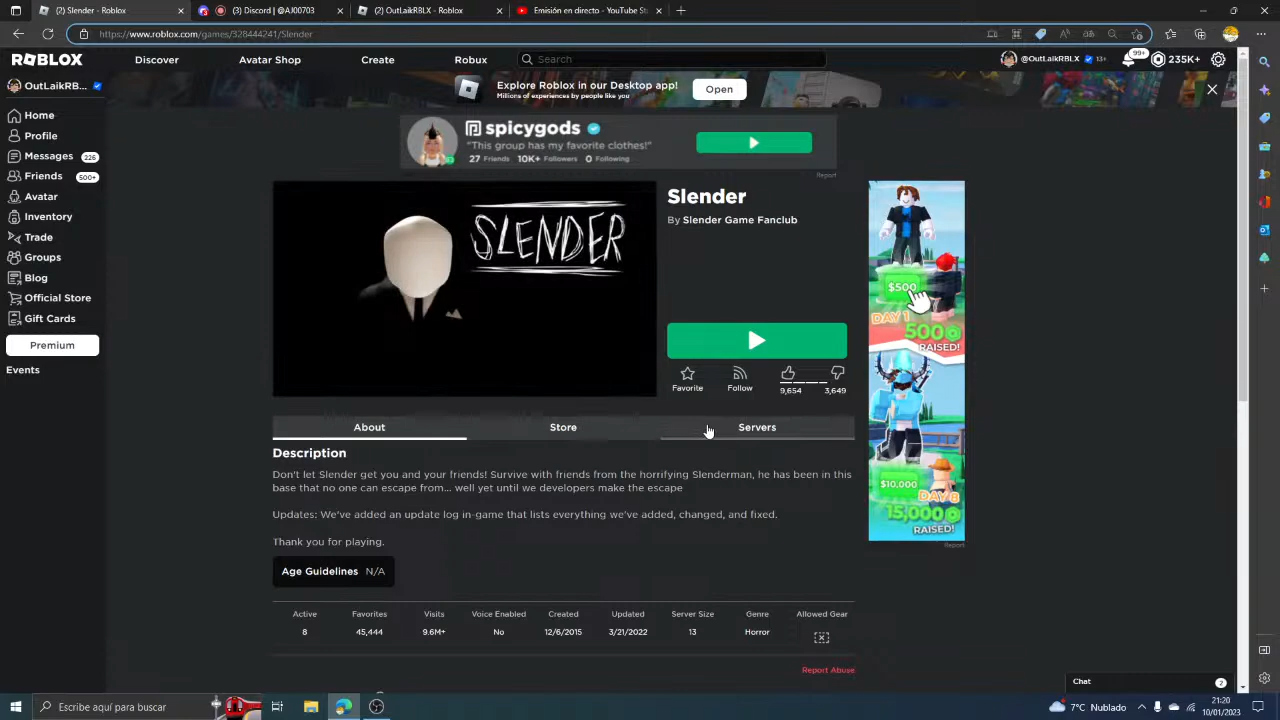 (2) Slender - Roblox
(3) Discord | @AJ00703
(2) OutLaikRBLX - Roblox
Emisión en directo - YouTube St
https://www.roblox.com/games/328444241/Slender
ROBLOX
Discover
Avatar Shop
Create
Robux
Search
@OutLaikRBLX
13+
99+
235K+
OutLaikRB...
Home
Profile
Messages 226
Friends 500+
Avatar
Inventory
Trade
Groups
Blog
Official Store
Gift Cards
Premium
Events
Explore Roblox in our Desktop app!
Millions of experiences by people like you
Open
spicygods
"This group has my favorite clothes!"
27 Friends 10K+ Followers 0 Following
Report
SLENDER
Slender
By Slender Game Fanclub
Favorite
Follow
9,654
3,649
$500
DAY 1
500
RAISED!
$10,000
DAY 8
15,000
RAISED!
Report
About
Store
Servers
Description
Don't let Slender get you and your friends! Survive with friends from the horrifying Slenderman, he has been in this
base that no one can escape from... well yet until we developers make the escape
Updates: We've added an update log in-game that lists everything we've added, changed, and fixed.
Thank you for playing.
Age Guidelines N/A
Active Favorites Visits Voice Enabled Created Updated Server Size Genre Allowed Gear
8 45,444 9.6M+ No 12/6/2015 3/21/2022 13 Horror
Report Abuse
Chat
2
Escribe aquí para buscar
7°C Nublado
21:20
10/01/2023